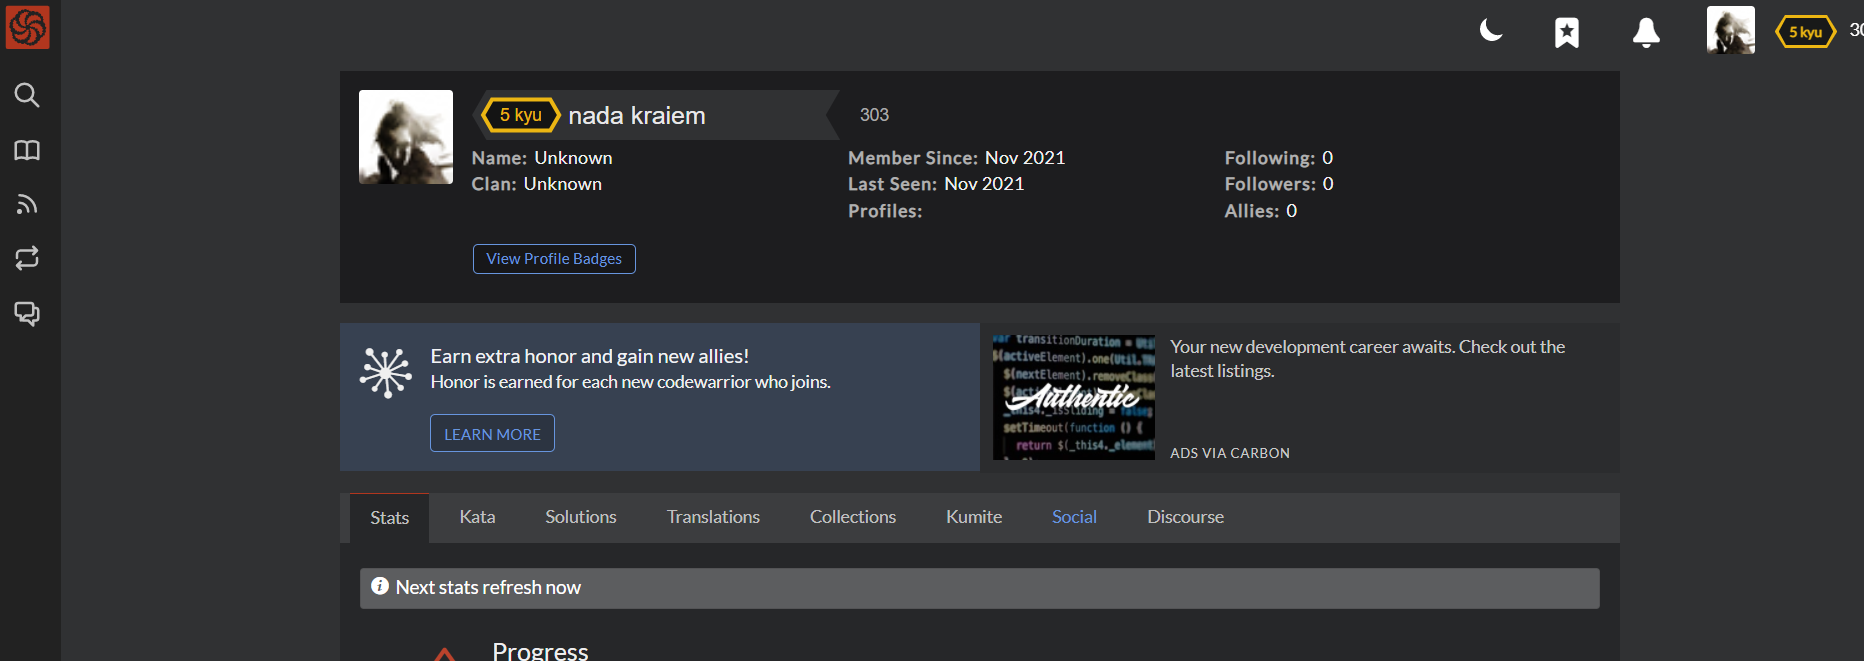 5 kyu
30
5 kyu nada kraiem 303
Name: Unknown
Clan: Unknown
Member Since: Nov 2021
Last Seen: Nov 2021
Profiles:
Following: 0
Followers: 0
Allies: 0
View Profile Badges
Earn extra honor and gain new allies!
Honor is earned for each new codewarrior who joins.
LEARN MORE
var transitionDuration = Util
$(activeElement).one(Util.
$(nextElement).removeClass
Authentic
_this4._isSliding = false;
setTimeout(function () {
return $(_this4._element
Your new development career awaits. Check out the
latest listings.
ADS VIA CARBON
Stats Kata Solutions Translations Collections Kumite Social Discourse
Next stats refresh now
Progress